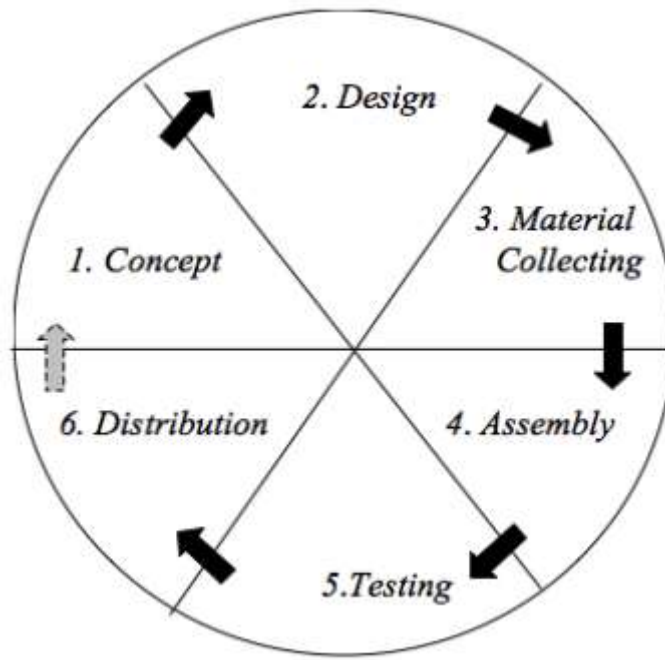 2. Design
3. Material
Collecting
1. Concept
6. Distribution
4. Assembly
5.Testing